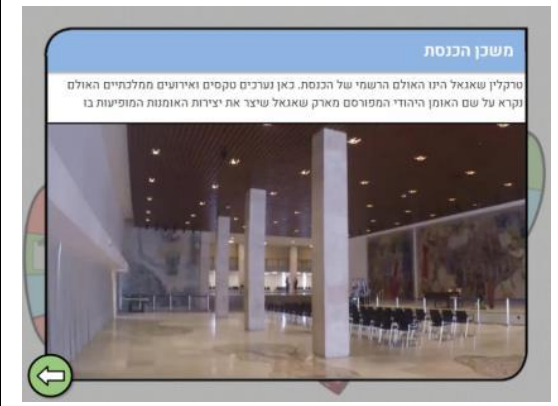 משכן הכנסת
טרקלין שאגאל הינו האולם הרשמי של הכנסת. כאן נערכים טקסים ואירועים ממלכתיים האולם
נקרא על שם האומן היהודי המפורסם מארק שאגאל שיצר את יצירות האומנות המופיעות בו